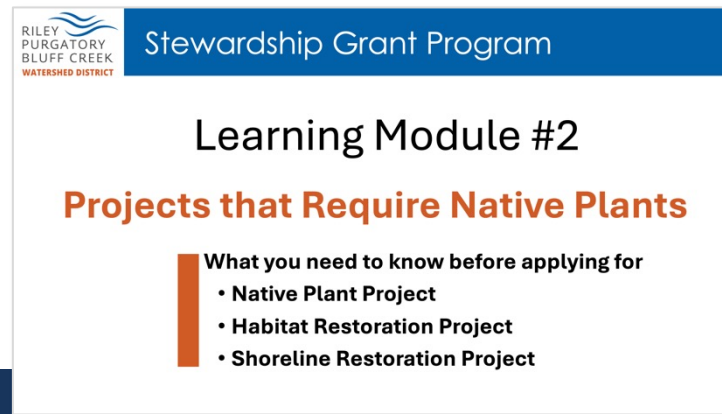 RILEY
PURGATORY
BLUFF CREEK
WATERSHED DISTRICT
Stewardship Grant Program
Learning Module #2
Projects that Require Native Plants
What you need to know before applying for
• Native Plant Project
• Habitat Restoration Project
• Shoreline Restoration Project